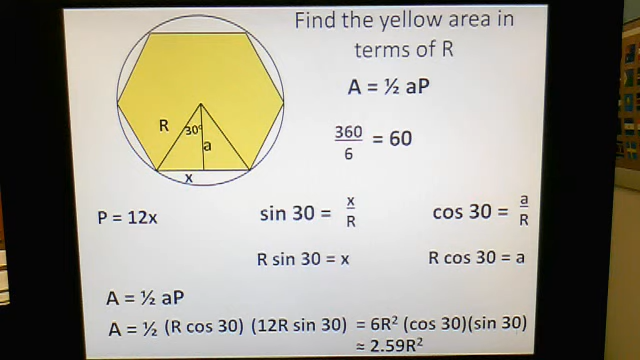 Find the yellow area in
terms of R
A = ½ aP
360/6 = 60
R
30°
a
x
P = 12x
sin 30 = x/R
cos 30 = a/R
R sin 30 = x
R cos 30 = a
A = ½ aP
A = ½ (R cos 30) (12R sin 30) = 6R² (cos 30)(sin 30)
≈ 2.59R²